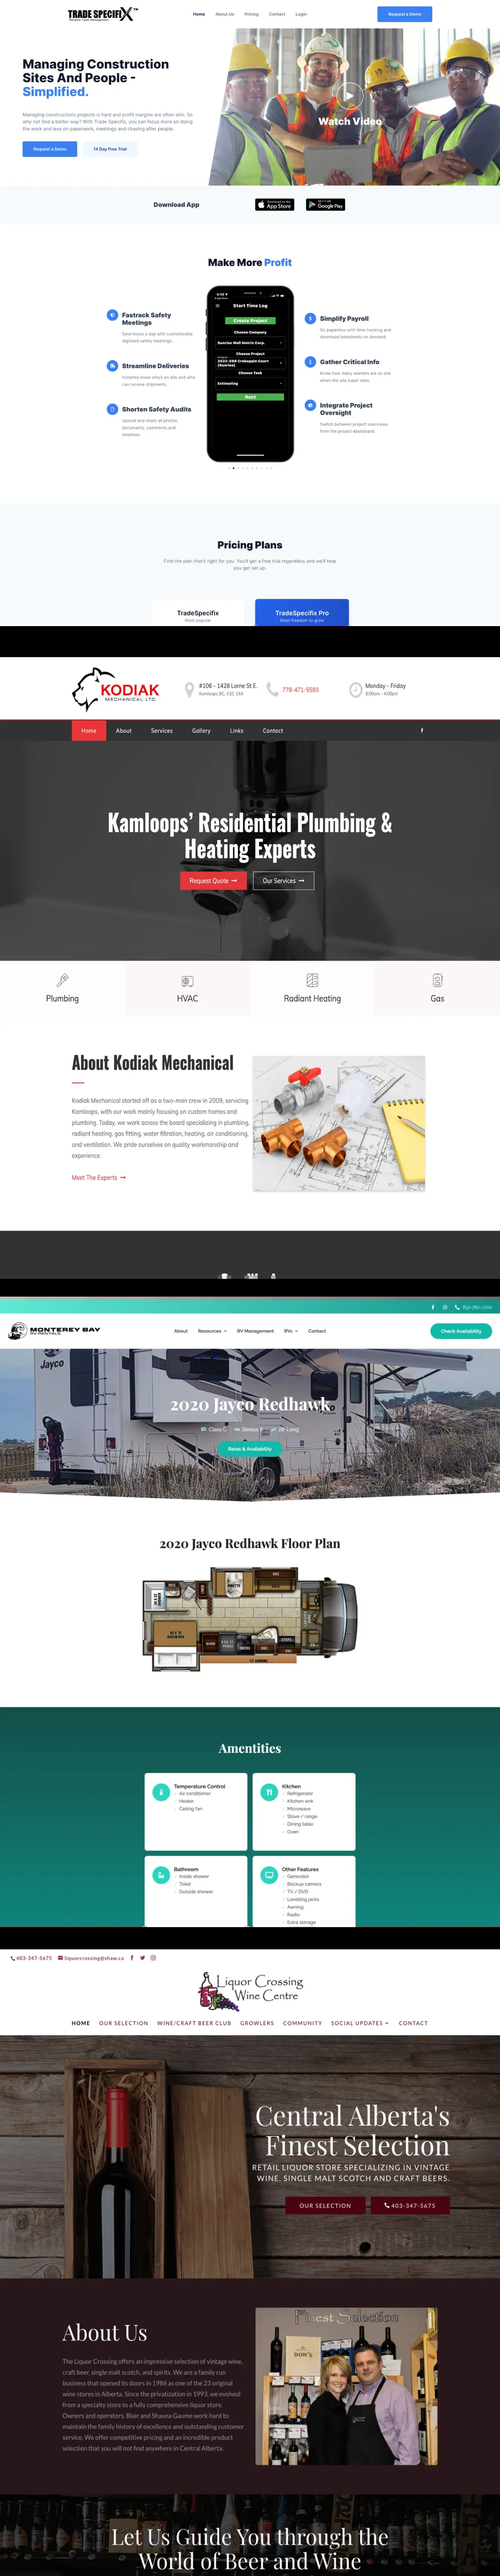 TRADE SPECIFIX™
Home About Us Pricing Contact Login
Request a Demo
Managing Construction
Sites And People -
Simplified.
Managing constructions projects is hard and profit margins are often slim. So
why not find a better way? With Trade Specifix, you can focus more on doing
the work and less on paperwork, meetings and chasing after people.
Request a Demo
14 Day Free Trial
Watch Video
Download App
App Store
Google Play
Make More Profit
Fastrack Safety
Meetings
Save hours a day with customizable
digitized safety meetings.
Streamline Deliveries
Instantly know who's on site and who
can receive shipments.
Shorten Safety Audits
Upload and share all photos,
documents, comments and
timelines.
Start Time Log
Create Project
Choose Company
Sunrise Wall Matrix Corp.
Choose Project
2022-558 Grabapple Court
(Sunrise)
Choose Task
Estimating
Next
Simplify Payroll
Go paperless with time tracking and
download timesheets on demand.
Gather Critical Info
Know how many workers are on site
when the site super asks.
Integrate Project
Oversight
Switch between project overviews
from the project dashboard.
Pricing Plans
Find the plan that's right for you. You'll get a free trial regardless and we'll help
you get set up.
TradeSpecifix
Most popular
TradeSpecifix Pro
Most freedom to grow
KODIAK
MECHANICAL LTD.
#106 - 1428 Lorne St E.
Kamloops BC, V2C 1X4
778-471-5593
Monday - Friday
8:00am - 4:00pm
Home About Services Gallery Links Contact
Kamloops' Residential Plumbing &
Heating Experts
Request Quote
Our Services
Plumbing
HVAC
Radiant Heating
Gas
About Kodiak Mechanical
Kodiak Mechanical started off as a two-man crew in 2009, servicing
Kamloops, with our work mainly focusing on custom homes and
plumbing. Today, we work across the board specializing in plumbing,
radiant heating, gas fitting, water filtration, heating, air conditioning,
and ventilation. We pride ourselves on quality workmanship and
experience.
Meet The Experts
831-760-1700
MONTEREY BAY
RV RENTALS
About Resources RV Management RVs Contact
Check Availability
Jayco
2020 Jayco Redhawk
Class C
Sleeps
Long
Rates & Availability
2020 Jayco Redhawk Floor Plan
Amentities
Temperature Control
Air conditioner
Heater
Ceiling fan
Kitchen
Refrigerator
Kitchen sink
Microwave
Stove / range
Dining table
Oven
Bathroom
Inside shower
Toilet
Outside shower
Other Features
Generator
Backup camera
TV / DVD
Levelling jacks
Awning
Radio
Extra storage
403-347-5675
liquorcrossing@shaw.ca
Liquor Crossing
Wine Centre
HOME OUR SELECTION WINE/CRAFT BEER CLUB GROWLERS COMMUNITY SOCIAL UPDATES CONTACT
Central Alberta's
Finest Selection
RETAIL LIQUOR STORE SPECIALIZING IN VINTAGE
WINE, SINGLE MALT SCOTCH AND CRAFT BEERS.
OUR SELECTION
403-347-5675
About Us
The Liquor Crossing offers an impressive selection of vintage wine,
craft beer, single malt scotch, and spirits. We are a family run
business that opened its doors in 1986 as one of the 23 original
wine stores in Alberta. Since the privatization in 1993, we evolved
from a specialty store to a fully comprehensive liquor store.
Owners and operators, Blair and Shauna Gaume work hard to
maintain the family history of excellence and outstanding customer
service. We offer competitive pricing and an incredible product
selection that you will not find anywhere in Central Alberta.
Finest Selection
DOW'S
Let Us Guide You through the
World of Beer and Wine